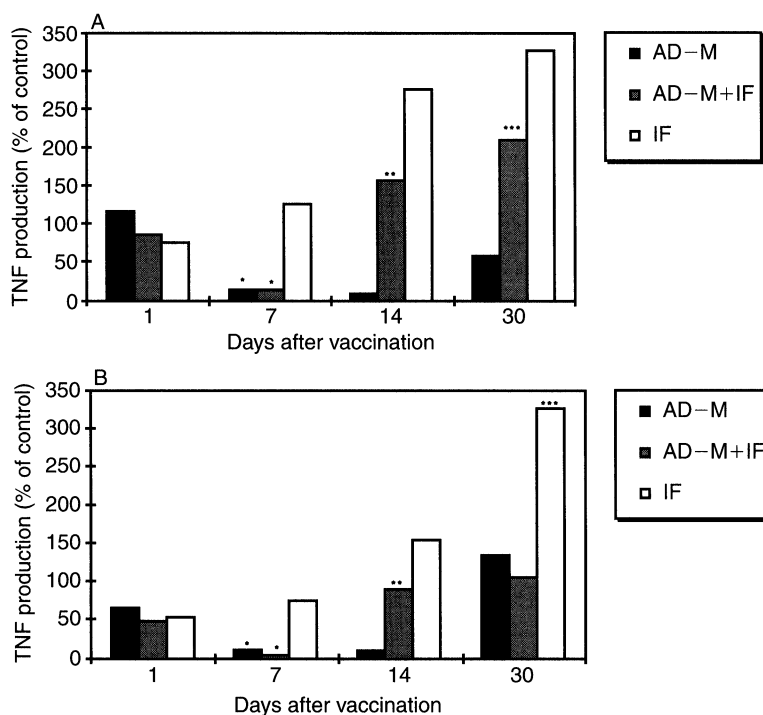 A
350
300
250
200
150
100
50
0
TNF production (% of control)
* * ** ***
1 7 14 30
Days after vaccination
AD–M
AD–M+IF
IF
B
350
300
250
200
150
100
50
0
TNF production (% of control)
* * ** ***
1 7 14 30
Days after vaccination
AD–M
AD–M+IF
IF